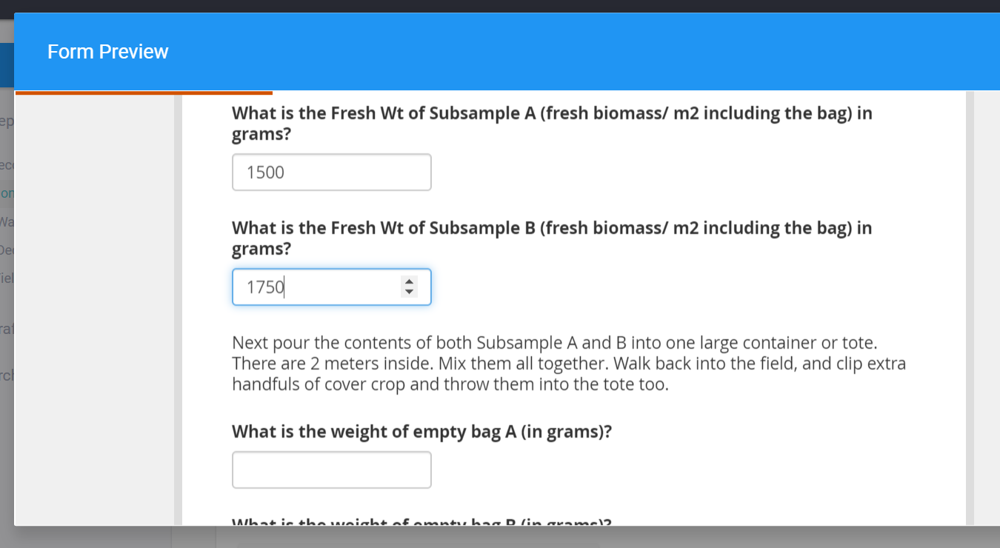 Form Preview
What is the Fresh Wt of Subsample A (fresh biomass/ m2 including the bag) in
grams?
1500
What is the Fresh Wt of Subsample B (fresh biomass/ m2 including the bag) in
grams?
1750
Next pour the contents of both Subsample A and B into one large container or tote.
There are 2 meters inside. Mix them all together. Walk back into the field, and clip extra
handfuls of cover crop and throw them into the tote too.
What is the weight of empty bag A (in grams)?
What is the weight of empty bag B (in grams)?